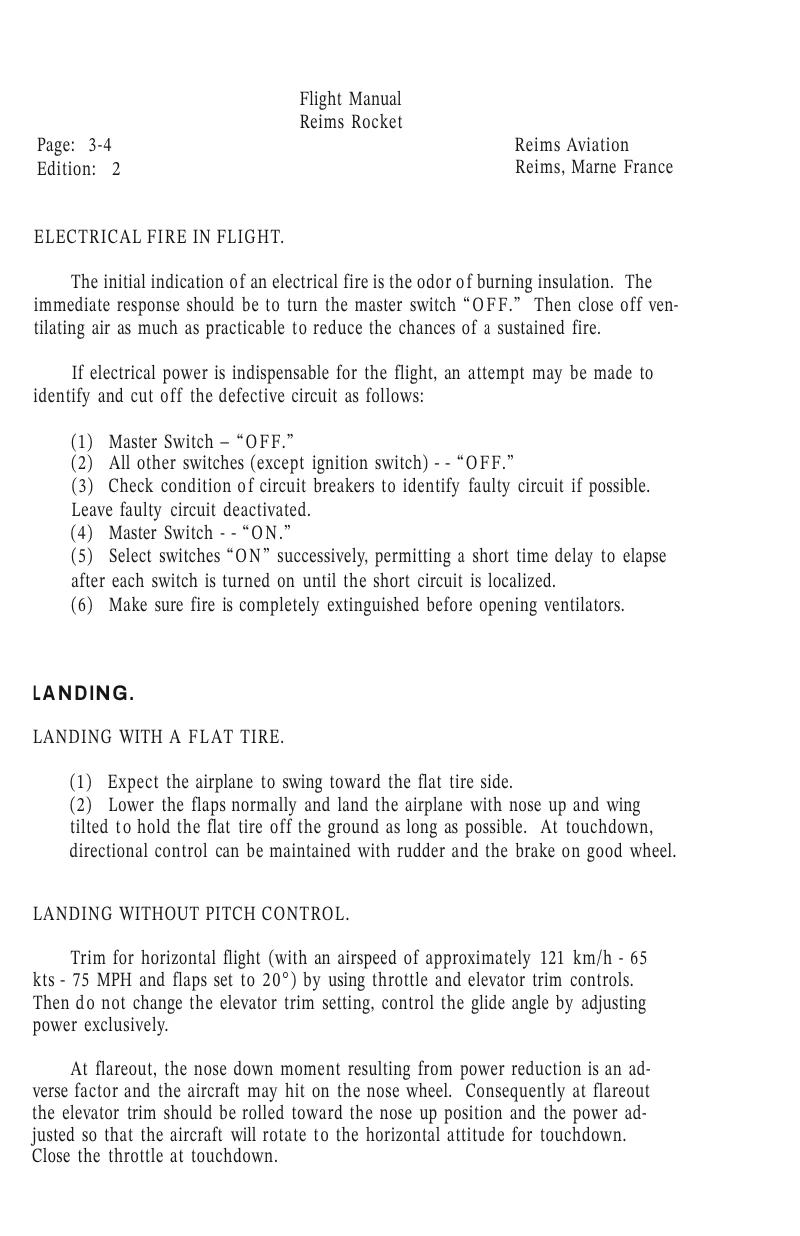 Flight Manual
Reims Rocket
Page: 3-4
Reims Aviation
Edition: 2
Reims, Marne France
ELECTRICAL FIRE IN FLIGHT.
The initial indication of an electrical fire is the odor of burning insulation. The
immediate response should be to turn the master switch “OFF.” Then close off ven-
tilating air as much as practicable to reduce the chances of a sustained fire.
If electrical power is indispensable for the flight, an attempt may be made to
identify and cut off the defective circuit as follows:
(1) Master Switch – “OFF.”
(2) All other switches (except ignition switch) - - “OFF.”
(3) Check condition of circuit breakers to identify faulty circuit if possible.
Leave faulty circuit deactivated.
(4) Master Switch - - “ON.”
(5) Select switches “ON” successively, permitting a short time delay to elapse
after each switch is turned on until the short circuit is localized.
(6) Make sure fire is completely extinguished before opening ventilators.
LANDING.
LANDING WITH A FLAT TIRE.
(1) Expect the airplane to swing toward the flat tire side.
(2) Lower the flaps normally and land the airplane with nose up and wing
tilted to hold the flat tire off the ground as long as possible. At touchdown,
directional control can be maintained with rudder and the brake on good wheel.
LANDING WITHOUT PITCH CONTROL.
Trim for horizontal flight (with an airspeed of approximately 121 km/h - 65
kts - 75 MPH and flaps set to 20°) by using throttle and elevator trim controls.
Then do not change the elevator trim setting, control the glide angle by adjusting
power exclusively.
At flareout, the nose down moment resulting from power reduction is an ad-
verse factor and the aircraft may hit on the nose wheel. Consequently at flareout
the elevator trim should be rolled toward the nose up position and the power ad-
justed so that the aircraft will rotate to the horizontal attitude for touchdown.
Close the throttle at touchdown.